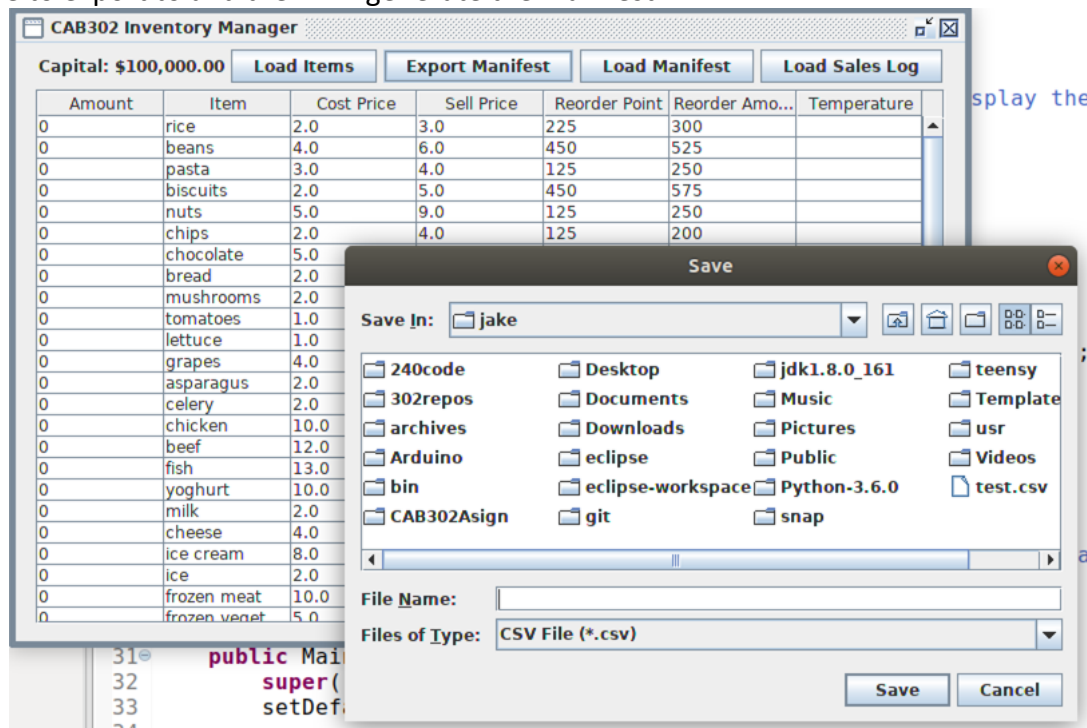 CAB302 Inventory Manager
Capital: $100,000.00 Load Items Export Manifest Load Manifest Load Sales Log
Amount Item Cost Price Sell Price Reorder Point Reorder Amo... Temperature
0 rice 2.0 3.0 225 300
0 beans 4.0 6.0 450 525
0 pasta 3.0 4.0 125 250
0 biscuits 2.0 5.0 450 575
0 nuts 5.0 9.0 125 250
0 chips 2.0 4.0 125 200
0 chocolate 5.0
0 bread 2.0
0 mushrooms 2.0
0 tomatoes 1.0
0 lettuce 1.0
0 grapes 4.0
0 asparagus 2.0
0 celery 2.0
0 chicken 10.0
0 beef 12.0
0 fish 13.0
0 yoghurt 10.0
0 milk 2.0
0 cheese 4.0
0 ice cream 8.0
0 ice 2.0
0 frozen meat 10.0
0 frozen veget 5.0
splay the
;
a
Save
Save In: jake
240code Desktop jdk1.8.0_161 teensy
302repos Documents Music Template
archives Downloads Pictures usr
Arduino eclipse Public Videos
bin eclipse-workspace Python-3.6.0 test.csv
CAB302Asign git snap
File Name:
Files of Type: CSV File (*.csv)
Save Cancel
31 public Mai
32 super(
33 setDefa